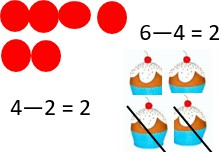 6—4 = 2
4—2 = 2